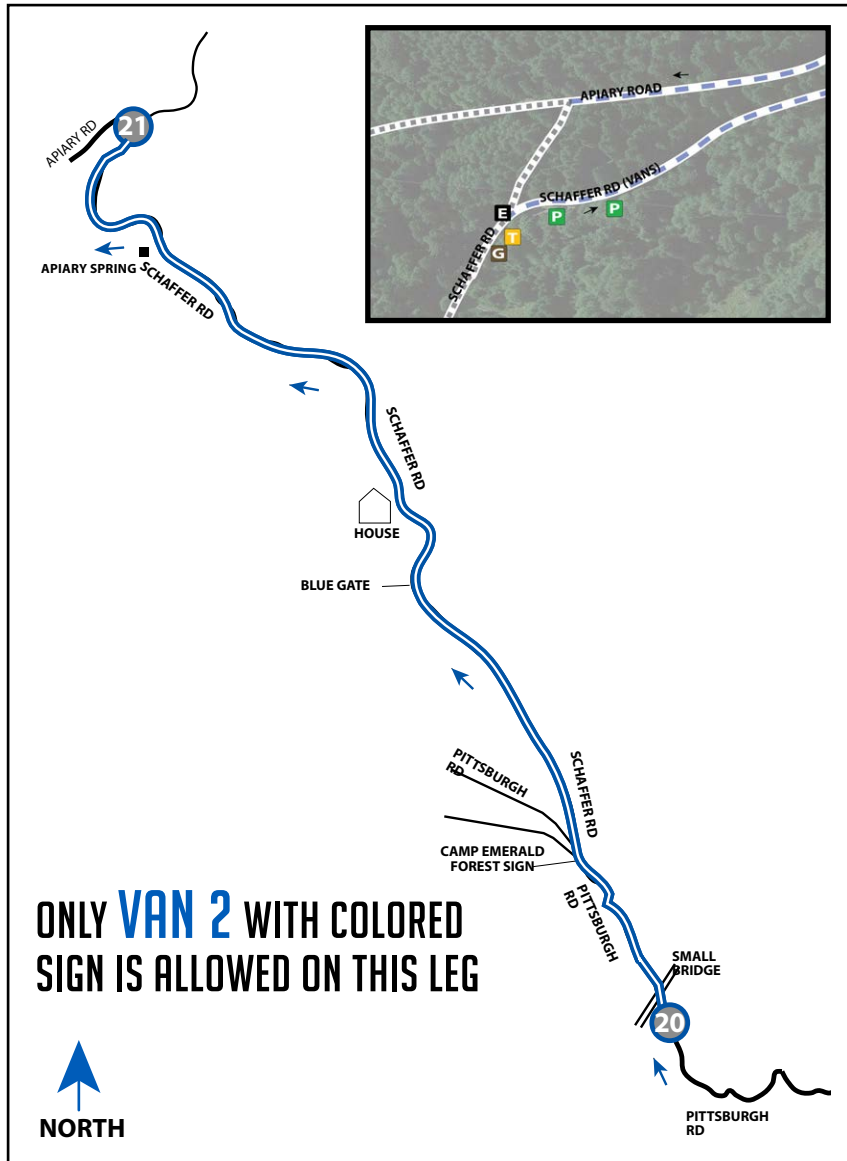 21
APIARY RD
APIARY SPRING
SCHAFFER RD
APIARY ROAD
SCHAFFER RD (VANS)
E
P
P
T
G
SCHAFFER RD
SCHAFFER RD
HOUSE
BLUE GATE
PITTSBURGH
RD
SCHAFFER RD
CAMP EMERALD
FOREST SIGN
PITTSBURGH
RD
ONLY VAN 2 WITH COLORED
SIGN IS ALLOWED ON THIS LEG
SMALL
BRIDGE
20
NORTH
PITTSBURGH
RD